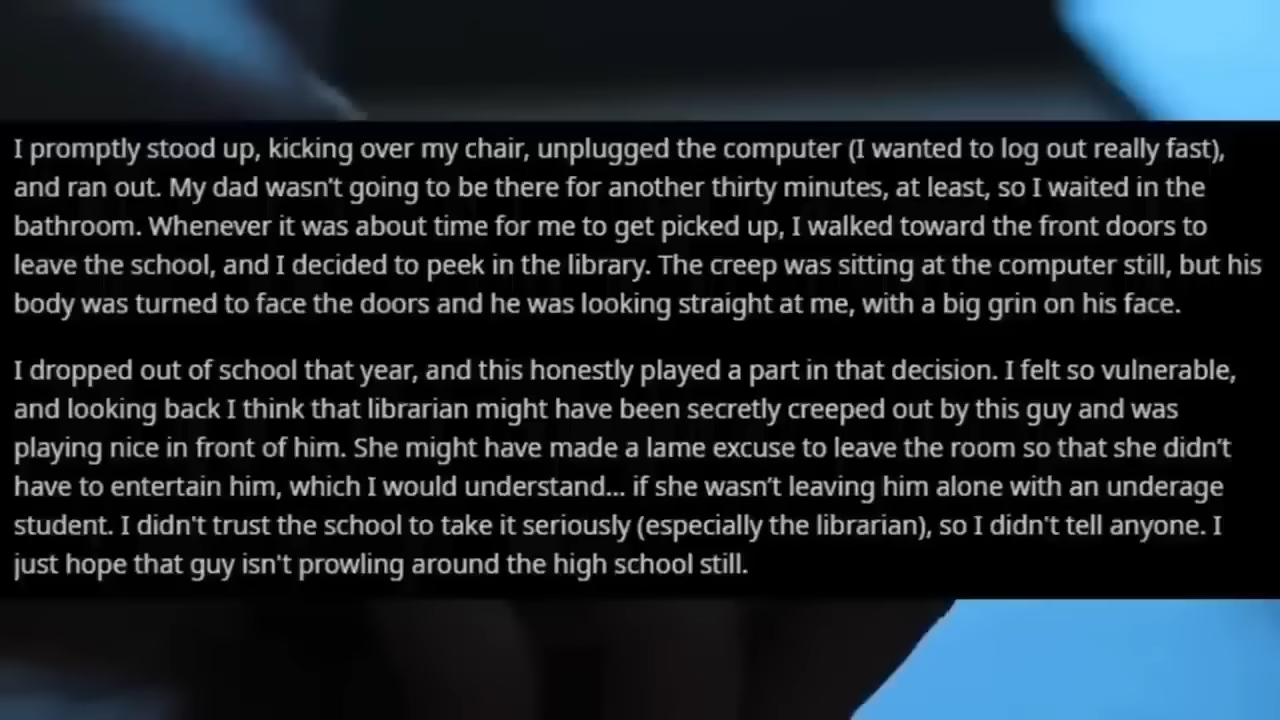 I promptly stood up, kicking over my chair, unplugged the computer (I wanted to log out really fast),
and ran out. My dad wasn't going to be there for another thirty minutes, at least, so I waited in the
bathroom. Whenever it was about time for me to get picked up, I walked toward the front doors to
leave the school, and I decided to peek in the library. The creep was sitting at the computer still, but his
body was turned to face the doors and he was looking straight at me, with a big grin on his face.
I dropped out of school that year, and this honestly played a part in that decision. I felt so vulnerable,
and looking back I think that librarian might have been secretly creeped out by this guy and was
playing nice in front of him. She might have made a lame excuse to leave the room so that she didn't
have to entertain him, which I would understand... if she wasn't leaving him alone with an underage
student. I didn't trust the school to take it seriously (especially the librarian), so I didn't tell anyone. I
just hope that guy isn't prowling around the high school still.